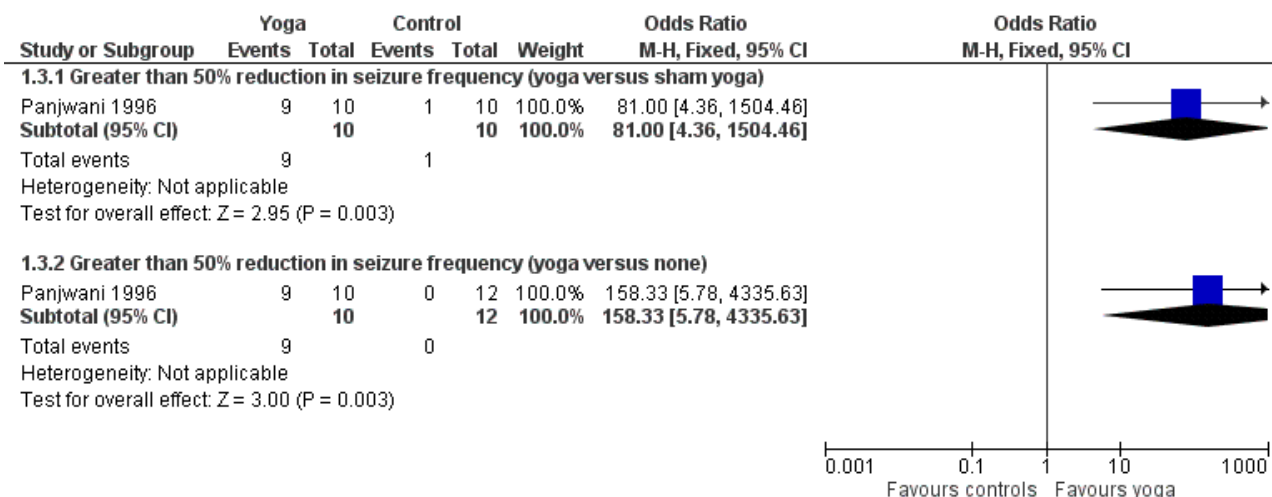 Yoga Control Odds Ratio Odds Ratio
Study or Subgroup Events Total Events Total Weight M-H, Fixed, 95% CI M-H, Fixed, 95% CI
1.3.1 Greater than 50% reduction in seizure frequency (yoga versus sham yoga)
Panjwani 1996 9 10 1 10 100.0% 81.00 [4.36, 1504.46]
Subtotal (95% CI) 10 10 100.0% 81.00 [4.36, 1504.46]
Total events 9 1
Heterogeneity: Not applicable
Test for overall effect: Z = 2.95 (P = 0.003)
1.3.2 Greater than 50% reduction in seizure frequency (yoga versus none)
Panjwani 1996 9 10 0 12 100.0% 158.33 [5.78, 4335.63]
Subtotal (95% CI) 10 12 100.0% 158.33 [5.78, 4335.63]
Total events 9 0
Heterogeneity: Not applicable
Test for overall effect: Z = 3.00 (P = 0.003)
0.001 0.1 1 10 1000
Favours controls Favours yoga